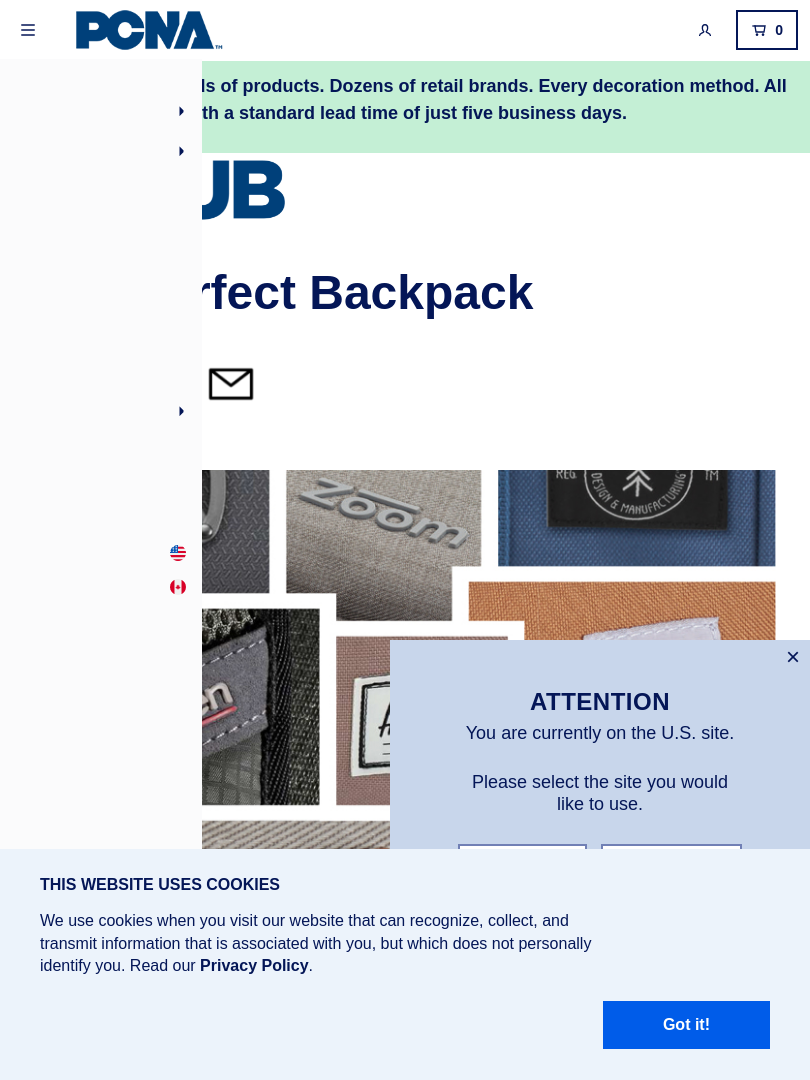 PCNA™
0
of products. Dozens of retail brands. Every decoration method. All
a standard lead time of just five business days.
UB
Backpack
REG TM
DESIGN & MANUFACTURING
Zoom
ATTENTION
You are currently on the U.S. site.
Please select the site you would
like to use.
THIS WEBSITE USES COOKIES
We use cookies when you visit our website that can recognize, collect, and
transmit information that is associated with you, but which does not personally
identify you. Read our Privacy Policy.
Got it!